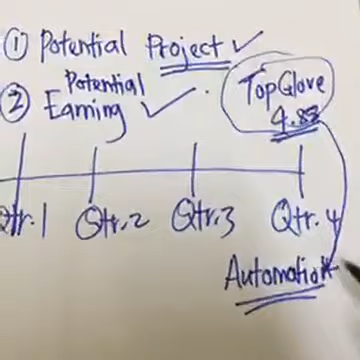 ① Potential Project ✓
② Potential
Earning ✓
TopGlove
4.88
Qtr.1 Qtr.2 Qtr.3 Qtr.4
Automation